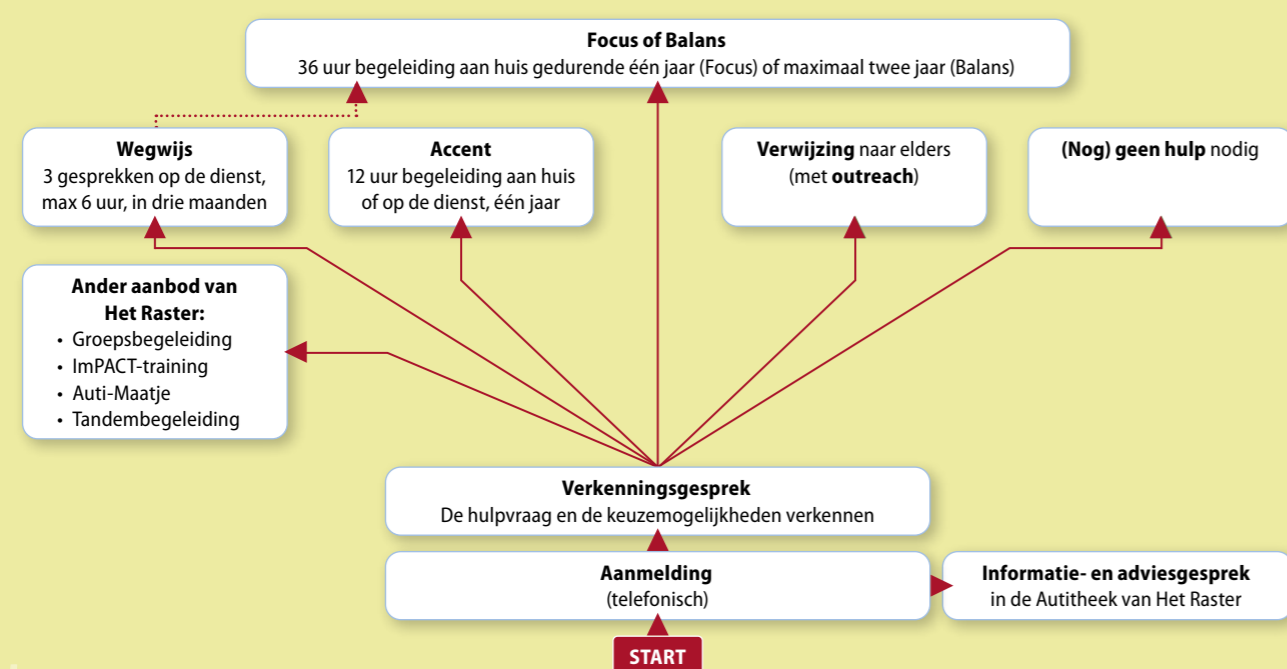 Focus of Balans
36 uur begeleiding aan huis gedurende één jaar (Focus) of maximaal twee jaar (Balans)
Wegwijs
3 gesprekken op de dienst,
max 6 uur, in drie maanden
Accent
12 uur begeleiding aan huis
of op de dienst, één jaar
Verwijzing naar elders
(met outreach)
(Nog) geen hulp nodig
Ander aanbod van
Het Raster:
• Groepsbegeleiding
• ImPACT-training
• Auti-Maatje
• Tandembegeleiding
Verkenningsgesprek
De hulpvraag en de keuzemogelijkheden verkennen
Aanmelding
(telefonisch)
Informatie- en adviesgesprek
in de Autitheek van Het Raster
START